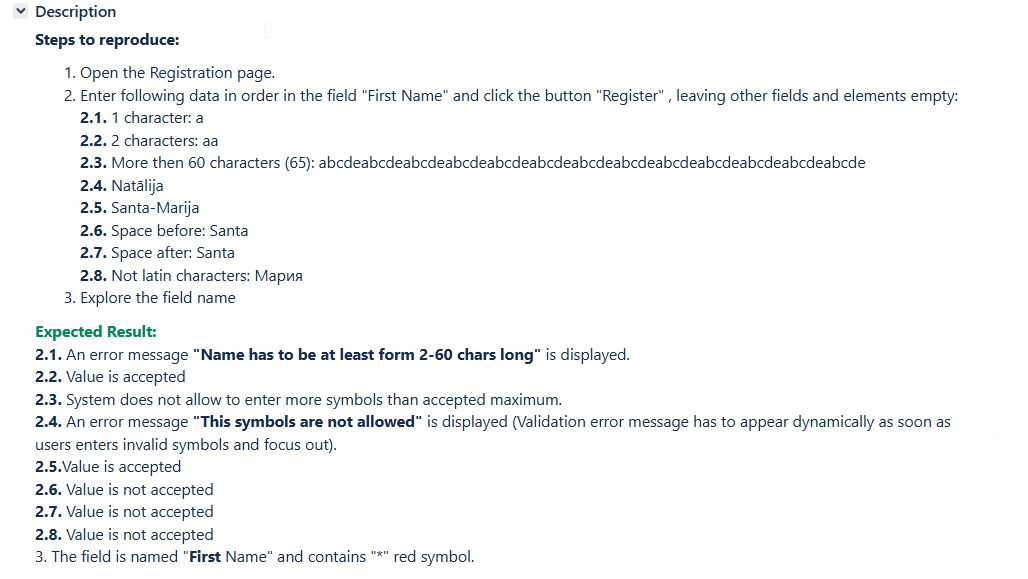 Description
Steps to reproduce:
1. Open the Registration page.
2. Enter following data in order in the field "First Name" and click the button "Register" , leaving other fields and elements empty:
2.1. 1 character: a
2.2. 2 characters: aa
2.3. More then 60 characters (65): abcdeabcdeabcdeabcdeabcdeabcdeabcdeabcdeabcdeabcdeabcdeabcdeabcde
2.4. Natālija
2.5. Santa-Marija
2.6. Space before: Santa
2.7. Space after: Santa
2.8. Not latin characters: Мария
3. Explore the field name
Expected Result:
2.1. An error message "Name has to be at least form 2-60 chars long" is displayed.
2.2. Value is accepted
2.3. System does not allow to enter more symbols than accepted maximum.
2.4. An error message "This symbols are not allowed" is displayed (Validation error message has to appear dynamically as soon as
users enters invalid symbols and focus out).
2.5.Value is accepted
2.6. Value is not accepted
2.7. Value is not accepted
2.8. Value is not accepted
3. The field is named "First Name" and contains "*" red symbol.